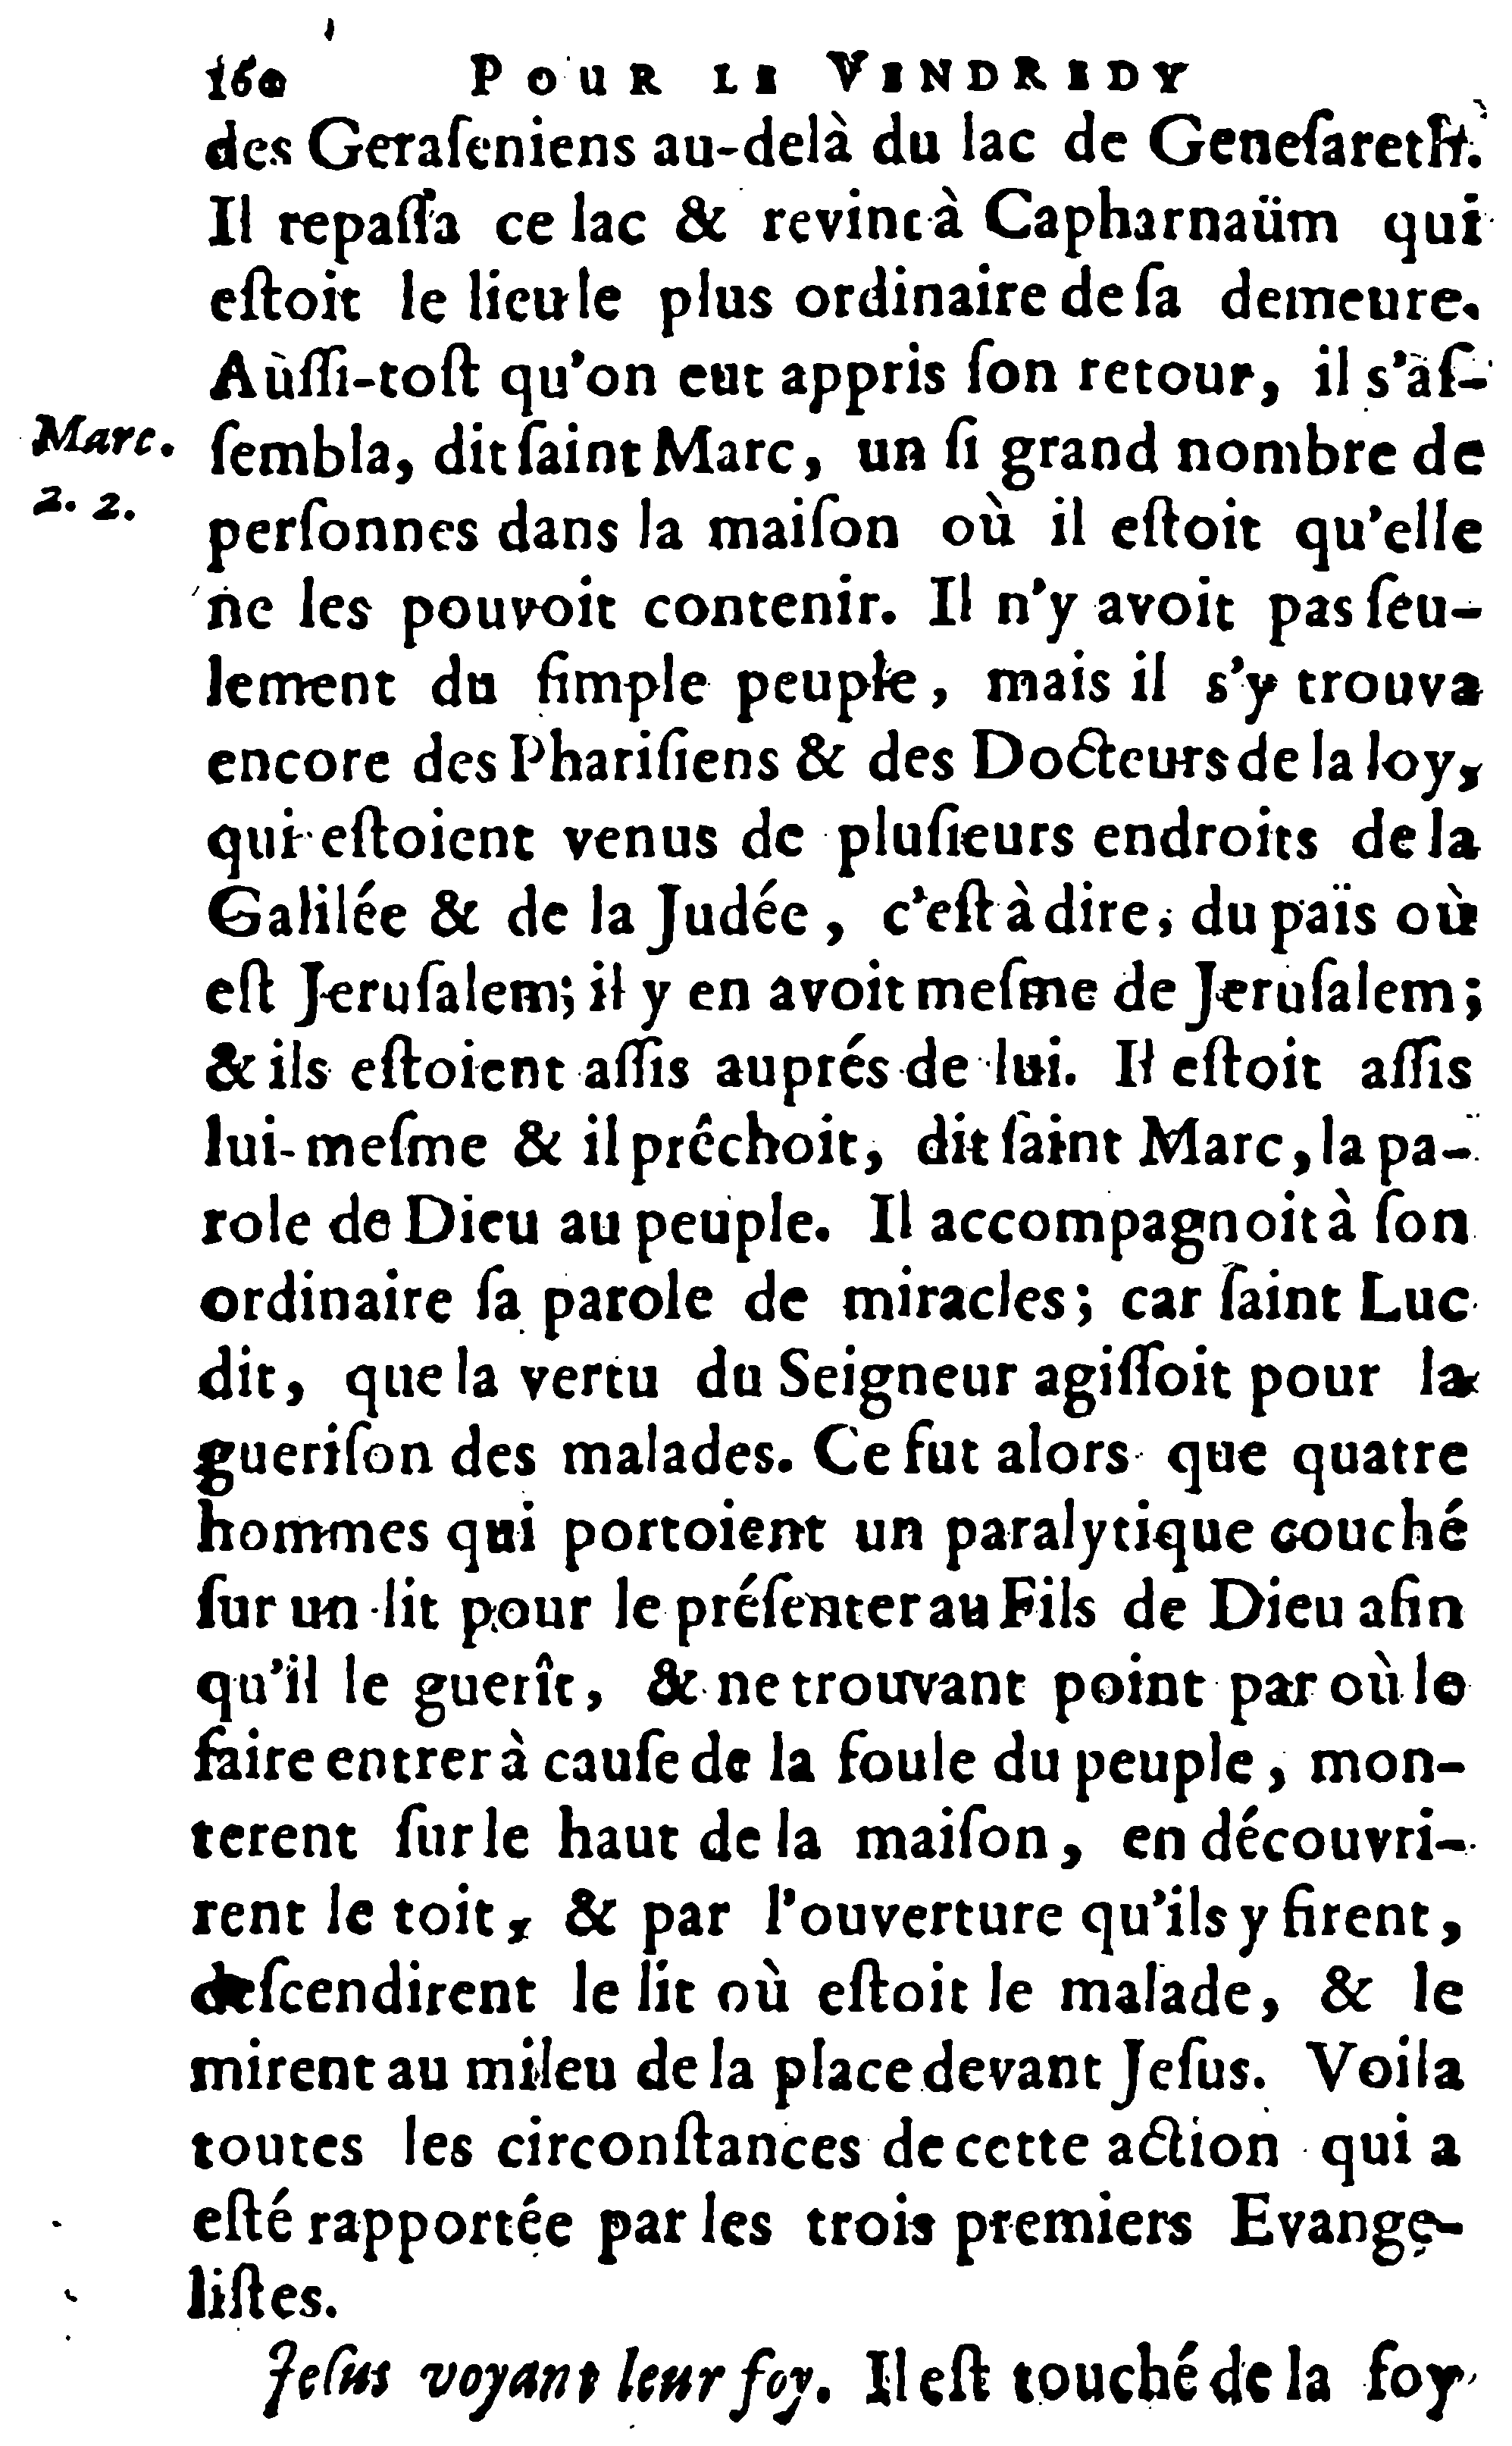 160 POUR LE VENDREDY
des Geraſeniens au-delà du lac de Geneſareth.
Il repaſſa ce lac & revint à Capharnaüm qui
eſtoit le lieu le plus ordinaire de ſa demeure.
Auſſi-toſt qu'on eut appris ſon retour, il s'aſ-
Marc. 2. 2.
ſembla, dit ſaint Marc, un ſi grand nombre de
perſonnes dans la maiſon où il eſtoit qu'elle
ne les pouvoit contenir. Il n'y avoit pas ſeu-
lement du ſimple peuple, mais il s'y trouva
encore des Phariſiens & des Docteurs de la loy,
qui eſtoient venus de pluſieurs endroits de la
Galilée & de la Judée, c'eſt à dire, du païs où
eſt Jeruſalem; il y en avoit meſme de Jeruſalem;
& ils eſtoient aſſis auprés de lui. Il eſtoit aſſis
lui-meſme & il prêchoit, dit ſaint Marc, la pa-
role de Dieu au peuple. Il accompagnoit à ſon
ordinaire ſa parole de miracles; car ſaint Luc
dit, que la vertu du Seigneur agiſſoit pour la
gueriſon des malades. Ce fut alors que quatre
hommes qui portoient un paralytique couché
ſur un lit pour le préſenter au Fils de Dieu afin
qu'il le guerît, & ne trouvant point par où le
faire entrer à cauſe de la foule du peuple, mon-
terent ſur le haut de la maiſon, en découvri-
rent le toit, & par l'ouverture qu'ils y firent,
deſcendirent le lit où eſtoit le malade, & le
mirent au mileu de la place devant Jeſus. Voila
toutes les circonſtances de cette action qui a
eſté rapportée par les trois premiers Evange-
liſtes.
Jeſus voyant leur foy. Il eſt touché de la foy